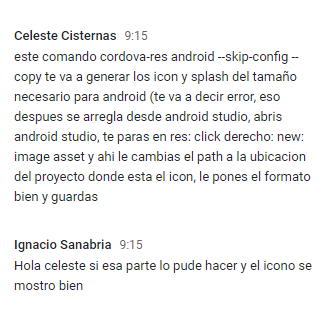 Celeste Cisternas 9:15
este comando cordova-res android --skip-config --
copy te va a generar los icon y splash del tamaño
necesario para android (te va a decir error, eso
despues se arregla desde android studio, abris
android studio, te paras en res: click derecho: new:
image asset y ahi le cambias el path a la ubicacion
del proyecto donde esta el icon, le pones el formato
bien y guardas
Ignacio Sanabria 9:15
Hola celeste si esa parte lo pude hacer y el icono se
mostro bien